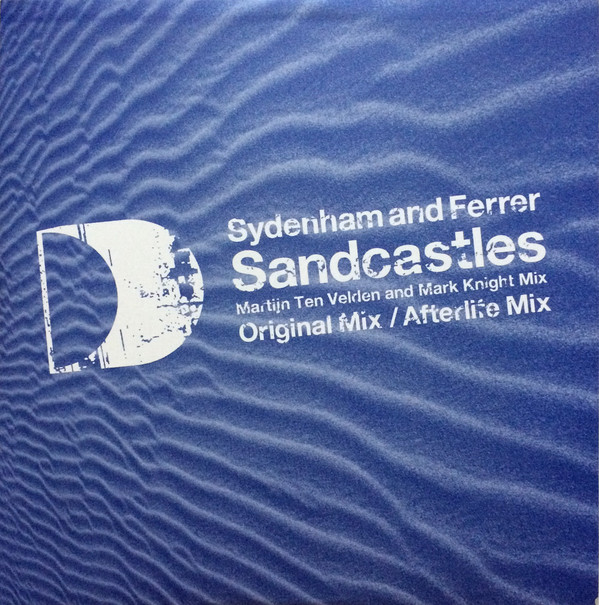 Sydenham and Ferrer
Sandcastles
Martijn Ten Velden and Mark Knight Mix
Original Mix / Afterlife Mix